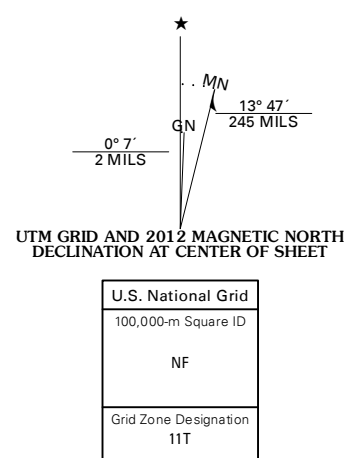 ★
MN
GN
13° 47´
245 MILS
0° 7´
2 MILS
UTM GRID AND 2012 MAGNETIC NORTH
DECLINATION AT CENTER OF SHEET
U.S. National Grid
100,000-m Square ID
NF
Grid Zone Designation
11T